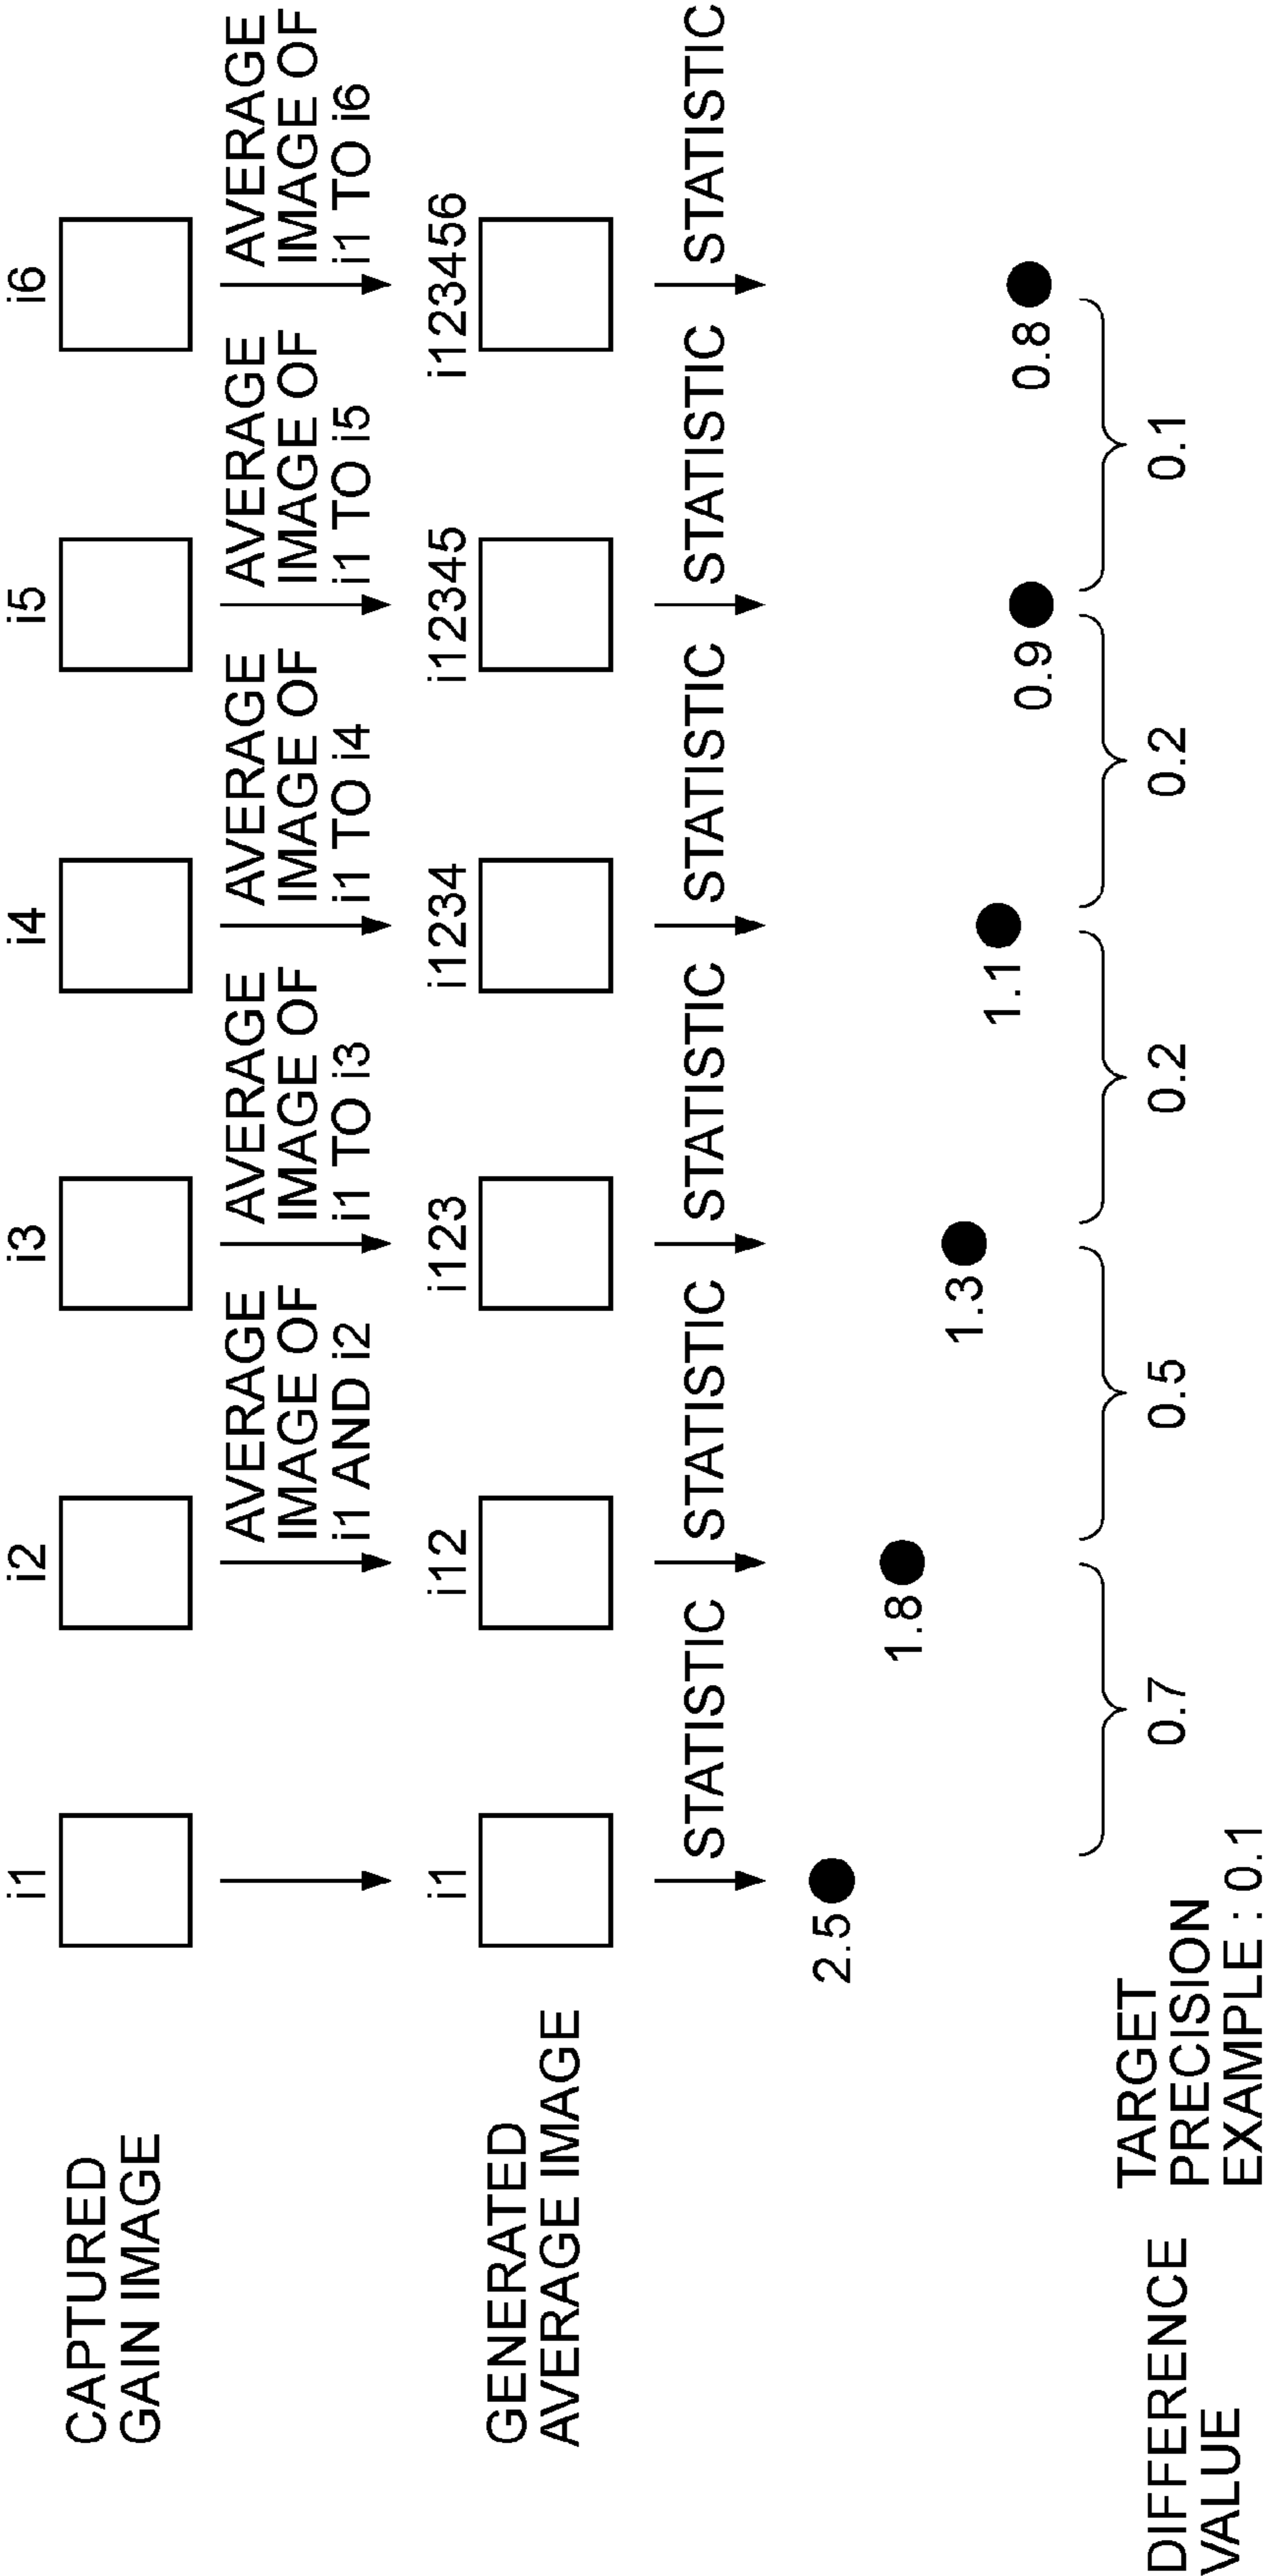 i1
i2
i3
i4
i5
i6
CAPTURED
GAIN IMAGE
AVERAGE
IMAGE OF
i1 AND i2
AVERAGE
IMAGE OF
i1 TO i3
AVERAGE
IMAGE OF
i1 TO i4
AVERAGE
IMAGE OF
i1 TO i5
AVERAGE
IMAGE OF
i1 TO i6
i1
i12
i123
i1234
i12345
i123456
GENERATED
AVERAGE IMAGE
STATISTIC
STATISTIC
STATISTIC
STATISTIC
STATISTIC
STATISTIC
2.5
1.8
1.3
1.1
0.9
0.8
DIFFERENCE
VALUE
TARGET
PRECISION
EXAMPLE : 0.1
0.7
0.5
0.2
0.2
0.1